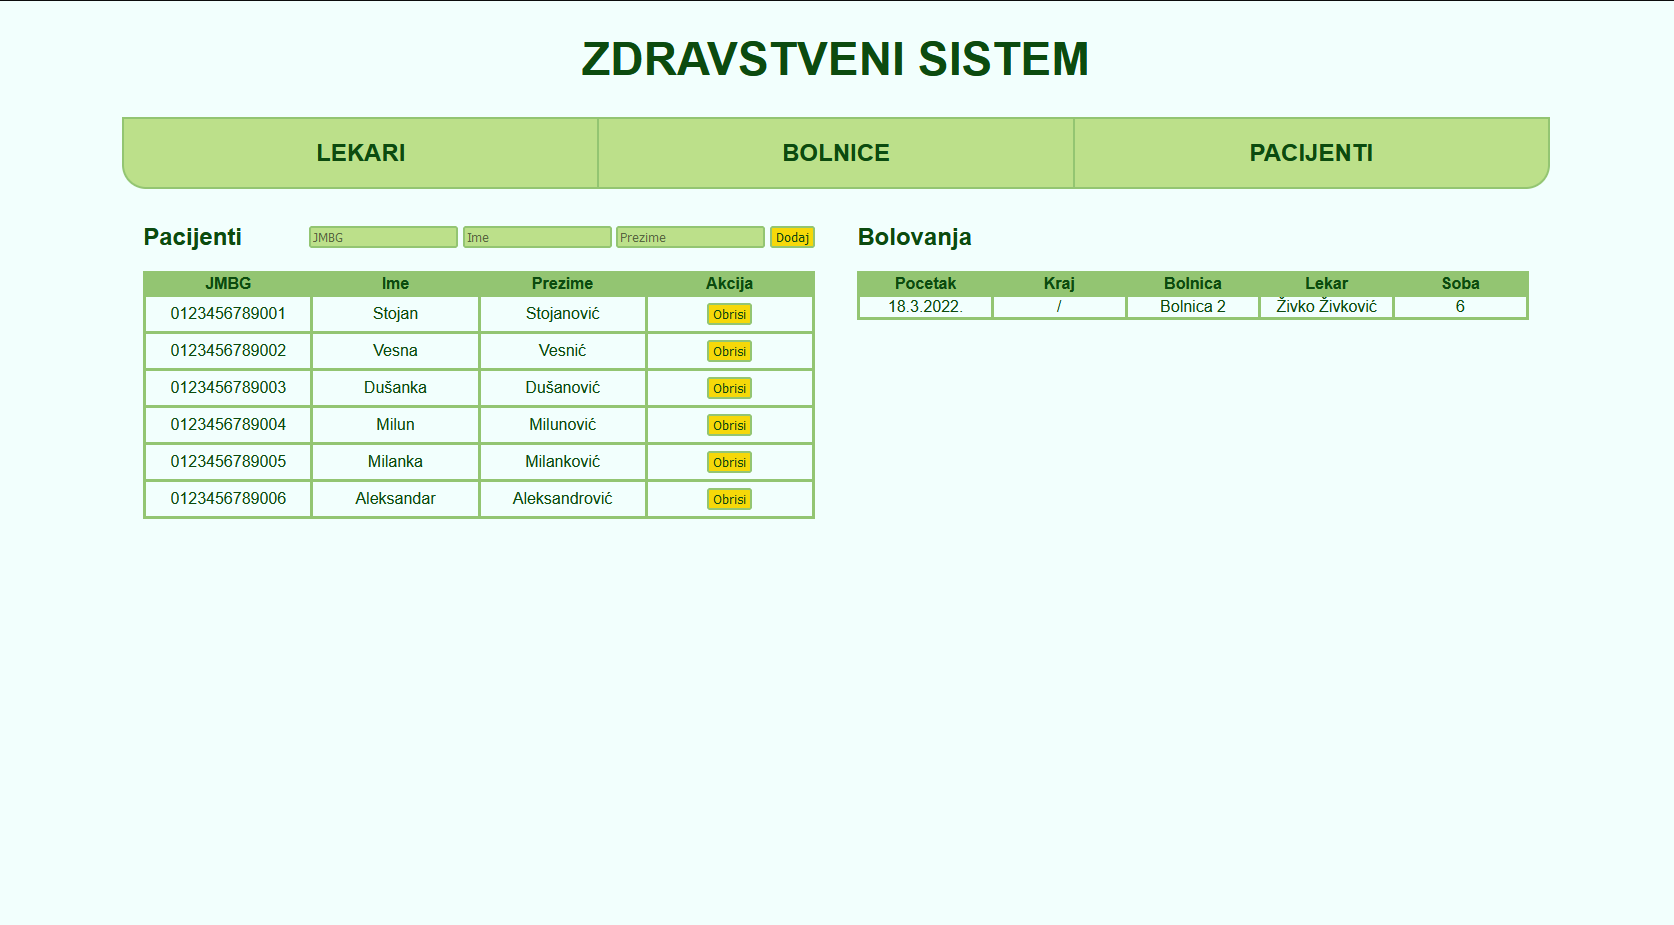 ZDRAVSTVENI SISTEM
LEKARI BOLNICE PACIJENTI
Pacijenti JMBG Ime Prezime Dodaj
JMBG Ime Prezime Akcija
0123456789001 Stojan Stojanović Obrisi
0123456789002 Vesna Vesnić Obrisi
0123456789003 Dušanka Dušanović Obrisi
0123456789004 Milun Milunović Obrisi
0123456789005 Milanka Milanković Obrisi
0123456789006 Aleksandar Aleksandrović Obrisi
Bolovanja
Pocetak Kraj Bolnica Lekar Soba
18.3.2022. / Bolnica 2 Živko Živković 6